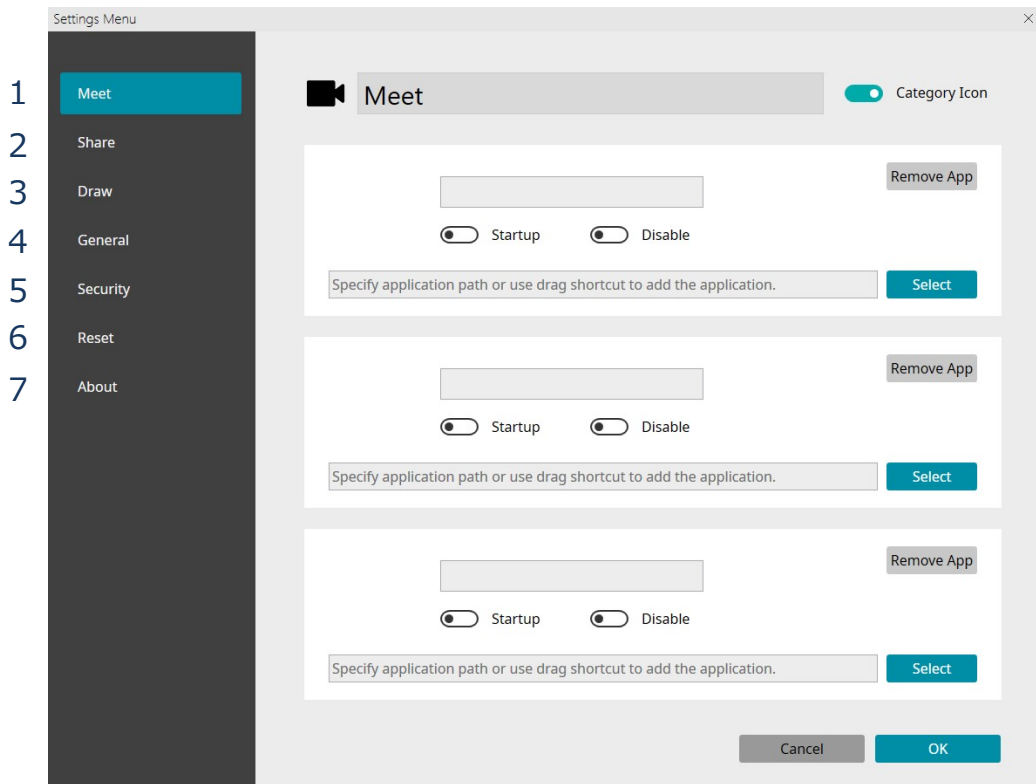 Settings Menu
1 Meet
2 Share
3 Draw
4 General
5 Security
6 Reset
7 About
Meet
Category Icon
Remove App
Startup Disable
Specify application path or use drag shortcut to add the application. Select
Remove App
Startup Disable
Specify application path or use drag shortcut to add the application. Select
Remove App
Startup Disable
Specify application path or use drag shortcut to add the application. Select
Cancel OK